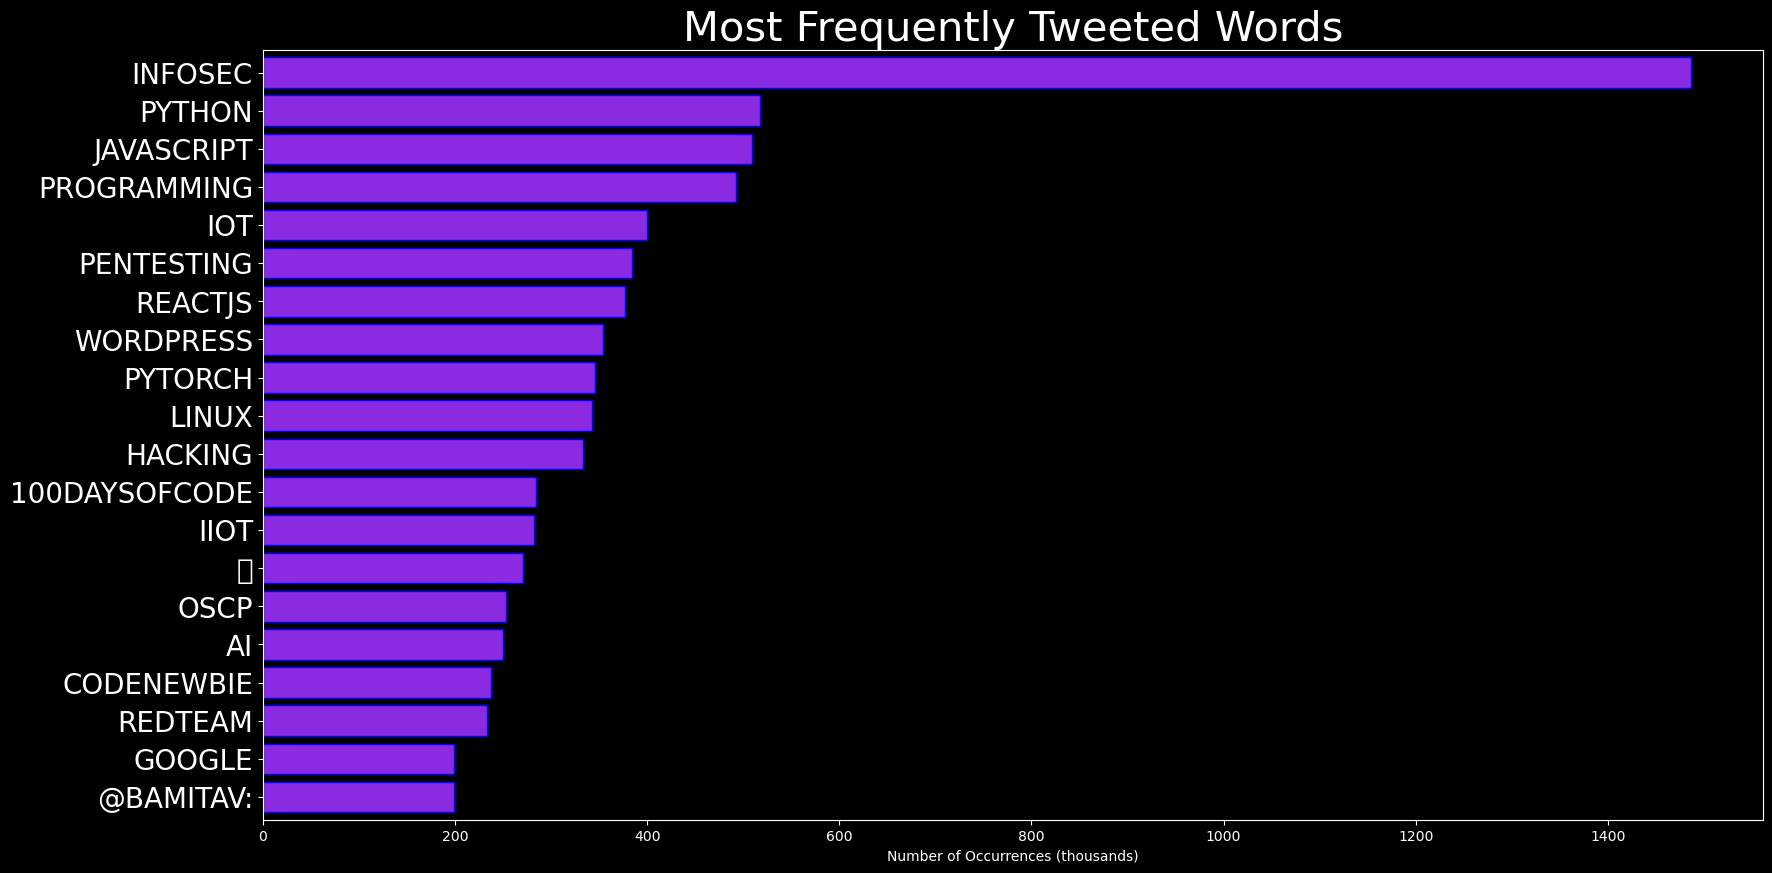 Most Frequently Tweeted Words
INFOSEC
PYTHON
JAVASCRIPT
PROGRAMMING
IOT
PENTESTING
REACTJS
WORDPRESS
PYTORCH
LINUX
HACKING
100DAYSOFCODE
IIOT
OSCP
AI
CODENEWBIE
REDTEAM
GOOGLE
@BAMITAV:
0 200 400 600 800 1000 1200 1400
Number of Occurrences (thousands)